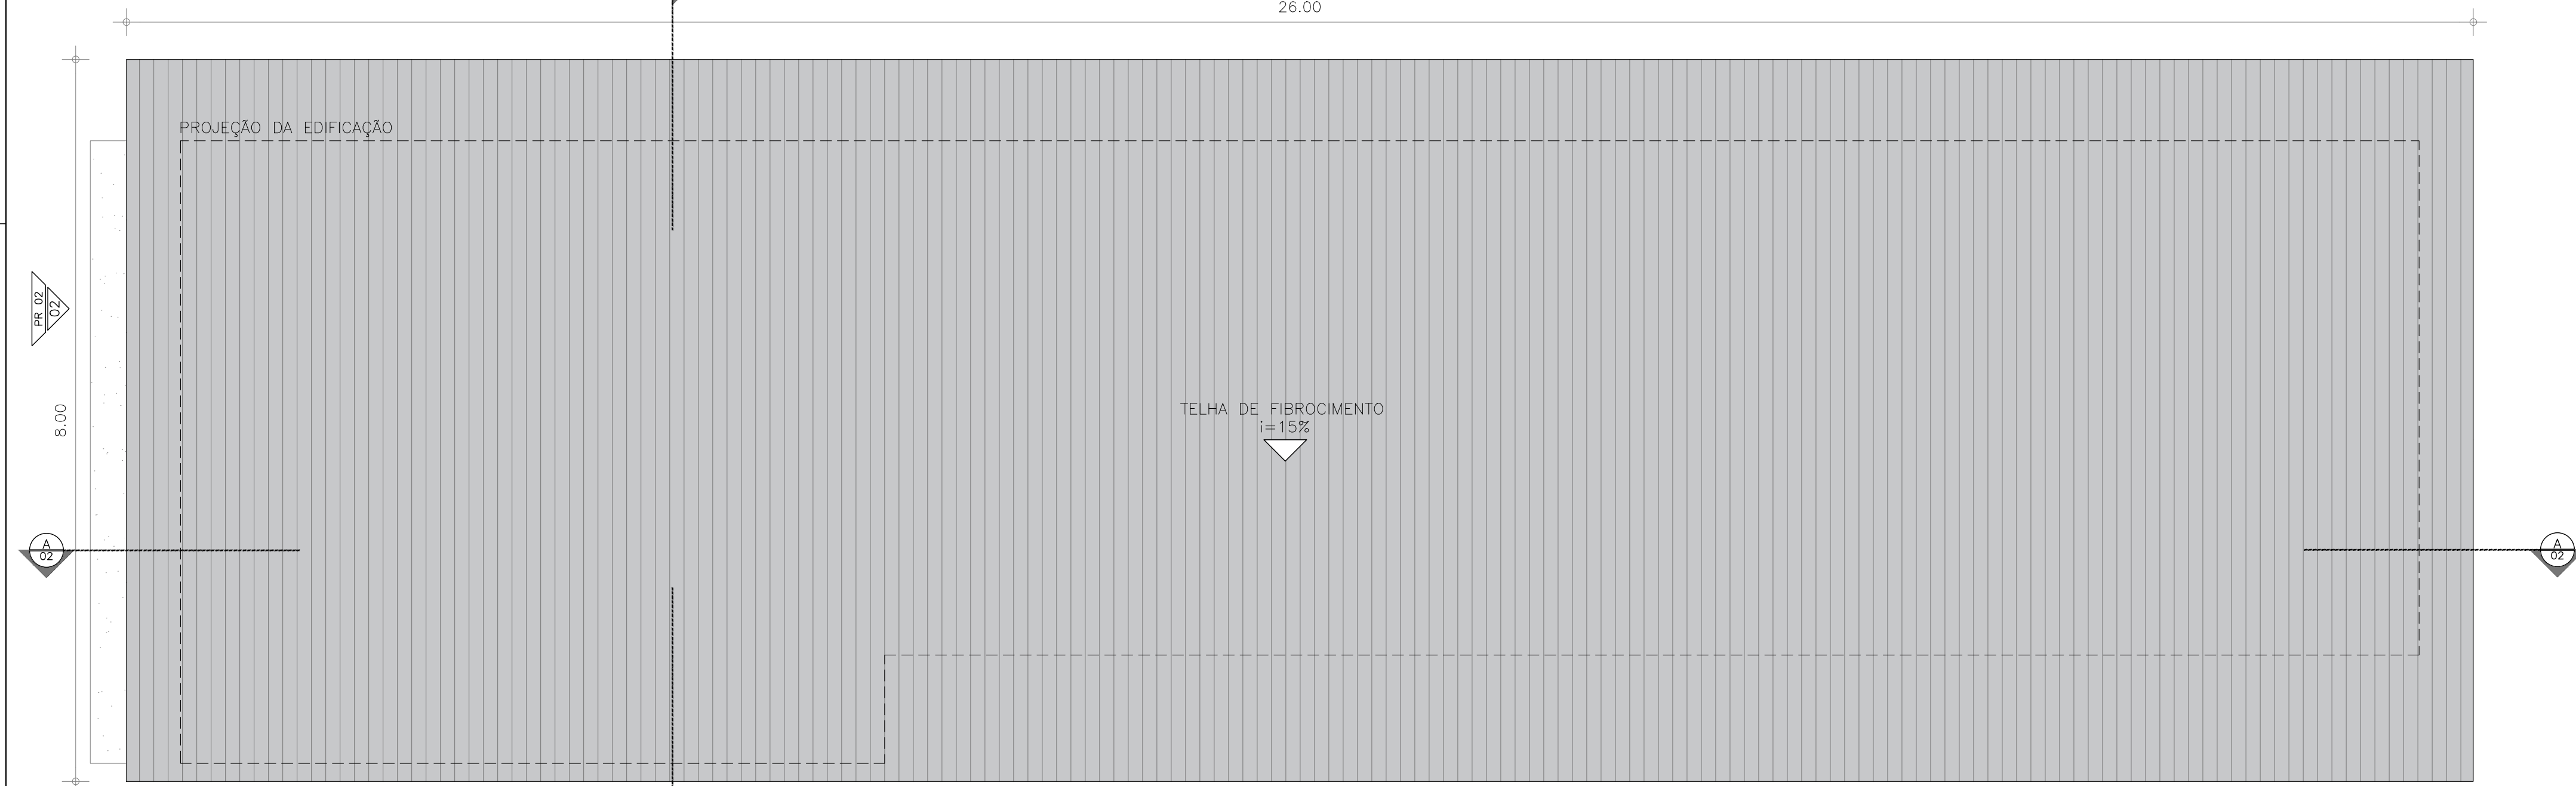 26.00
PROJEÇÃO DA EDIFICAÇÃO
PR 02
02
8.00
TELHA DE FIBROCIMENTO
i=15%
A
02
A
02